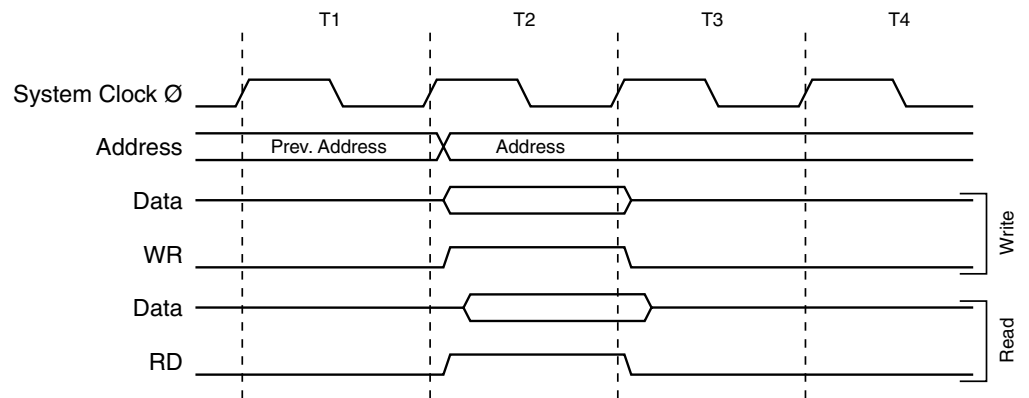 T1 T2 T3 T4
System Clock Ø
Address Prev. Address Address
Data
WR
Write
Data
RD
Read